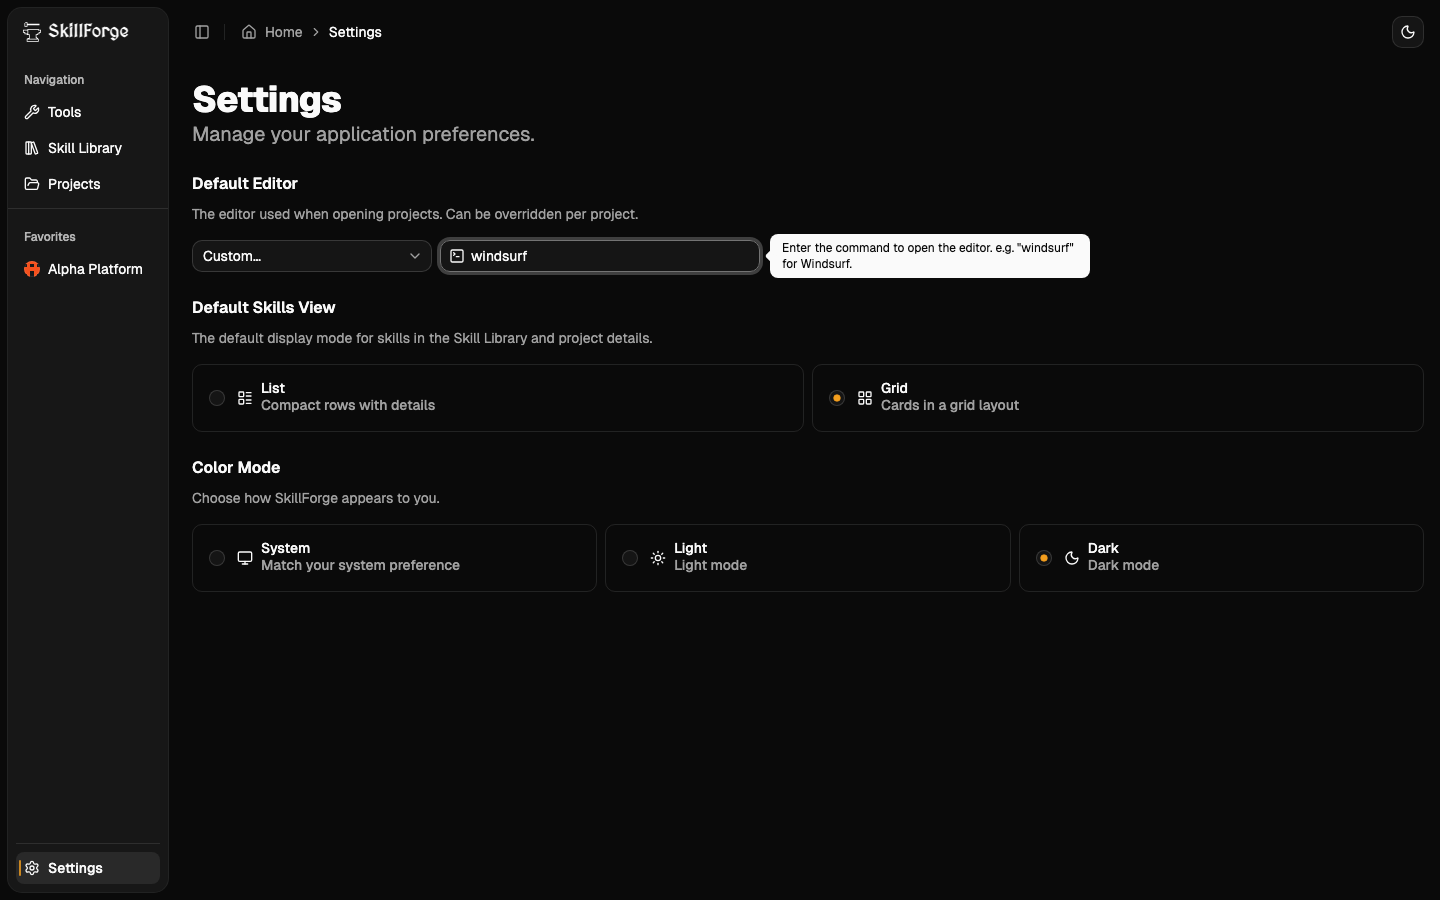 SkillForge
Home
Settings
Navigation
Tools
Skill Library
Projects
Favorites
Alpha Platform
Settings
Settings
Manage your application preferences.
Default Editor
The editor used when opening projects. Can be overridden per project.
Custom...
windsurf
Enter the command to open the editor. e.g. "windsurf"
for Windsurf.
Default Skills View
The default display mode for skills in the Skill Library and project details.
List
Compact rows with details
Grid
Cards in a grid layout
Color Mode
Choose how SkillForge appears to you.
System
Match your system preference
Light
Light mode
Dark
Dark mode